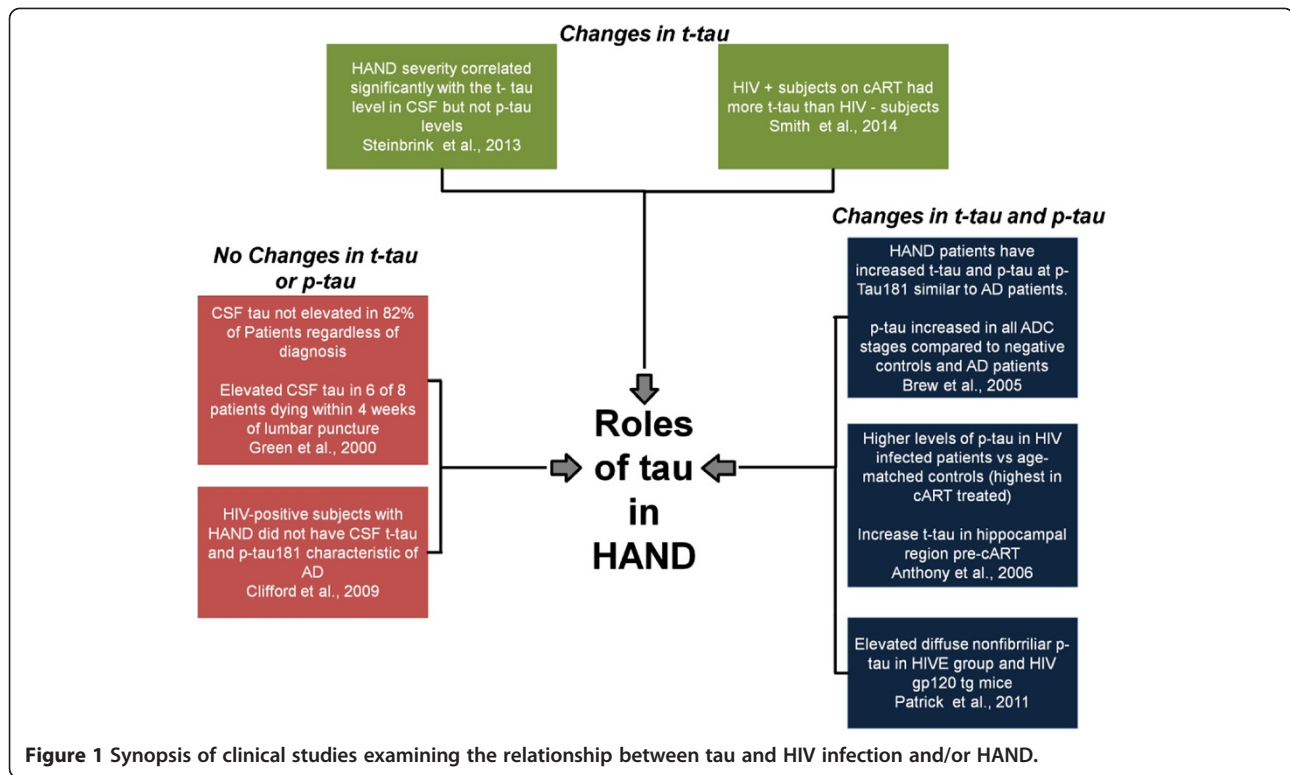 Changes in t-tau
HAND severity correlated
significantly with the t- tau
level in CSF but not p-tau
levels
Steinbrink et al., 2013
HIV + subjects on cART had
more t-tau than HIV - subjects
Smith et al., 2014
No Changes in t-tau
or p-tau
CSF tau not elevated in 82%
of Patients regardless of
diagnosis
Elevated CSF tau in 6 of 8
patients dying within 4 weeks
of lumbar puncture
Green et al., 2000
HIV-positive subjects with
HAND did not have CSF t-tau
and p-tau181 characteristic of
AD
Clifford et al., 2009
Roles
of tau
in
HAND
Changes in t-tau and p-tau
HAND patients have
increased t-tau and p-tau at p-
Tau181 similar to AD patients.
p-tau increased in all ADC
stages compared to negative
controls and AD patients
Brew et al., 2005
Higher levels of p-tau in HIV
infected patients vs age-
matched controls (highest in
cART treated)
Increase t-tau in hippocampal
region pre-cART
Anthony et al., 2006
Elevated diffuse nonfibrriliar p-
tau in HIVE group and HIV
gp120 tg mice
Patrick et al., 2011
Figure 1 Synopsis of clinical studies examining the relationship between tau and HIV infection and/or HAND.